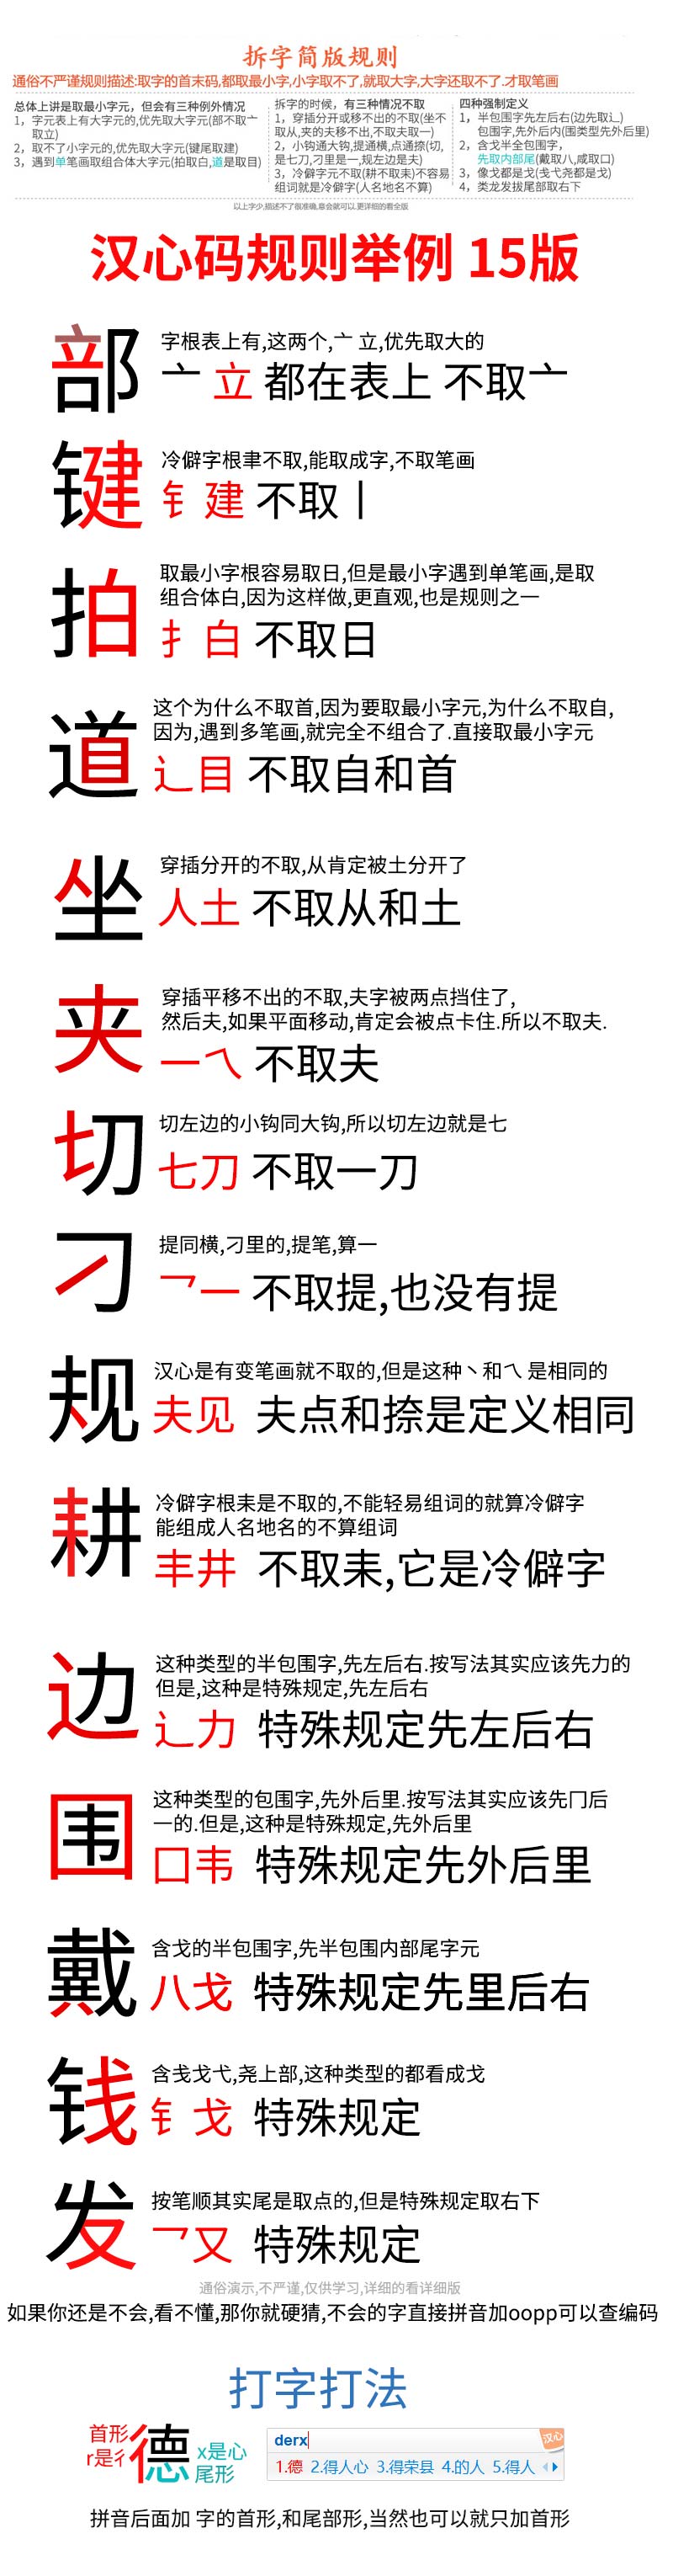 拆字简版规则
通俗不严谨规则描述:取字的首末码,都取最小字,小字取不了,就取大字,大字还取不了.才取笔画
总体上讲是取最小字元，但会有三种例外情况
1，字元表上有大字元的,优先取大字元(部不取亠
取立)
2，取不了小字元的,优先取大字元(键尾取建)
3，遇到单笔画取组合体大字元(拍取白,道是取目)
拆字的时候，有三种情况不取
1，穿插分开或移不出的不取(坐不
取从,夹的夫移不出,不取夫取一)
2，小钩通大钩,提通横,点通捺(切,
是七刀,刁里是一,规左边是夫)
3，冷僻字元不取(耕不取耒)不容易
组词就是冷僻字(人名地名不算)
四种强制定义
1，半包围字先左后右(边先取辶)
包围字,先外后内(围类型先外后里)
2，含戈半全包围字,
先取内部尾(戴取八,咸取口)
3，像戈都是戈(戋弋尧都是戈)
4，类龙发拔尾部取右下
以上字少,描述不了很准确,意会就可以.更详细的看全版
汉心码规则举例 15版
部
字根表上有,这两个,亠 立,优先取大的
亠 立 都在表上 不取亠
键
冷僻字根聿不取,能取成字,不取笔画
钅建 不取丨
拍
取最小字根容易取日,但是最小字遇到单笔画,是取
组合体白,因为这样做,更直观,也是规则之一
扌白 不取日
道
这个为什么不取首,因为要取最小字元,为什么不取自,
因为,遇到多笔画,就完全不组合了.直接取最小字元
辶目 不取自和首
坐
穿插分开的不取,从肯定被土分开了
人土 不取从和土
夹
穿插平移不出的不取,夫字被两点挡住了,
然后夫,如果平面移动,肯定会被点卡住.所以不取夫.
一乀 不取夫
切
切左边的小钩同大钩,所以切左边就是七
七刀 不取一刀
刁
提同横,刁里的,提笔,算一
乛一 不取提,也没有提
规
汉心是有变笔画就不取的,但是这种丶和乀 是相同的
夫见 夫点和捺是定义相同
耕
冷僻字根耒是不取的,不能轻易组词的就算冷僻字
能组成人名地名的不算组词
丰井 不取耒,它是冷僻字
边
这种类型的半包围字,先左后右.按写法其实应该先力的
但是,这种是特殊规定,先左后右
辶力 特殊规定先左后右
围
这种类型的包围字,先外后里.按写法其实应该先冂后
一的.但是,这种是特殊规定,先外后里
囗韦 特殊规定先外后里
戴
含戈的半包围字,先半包围内部尾字元
八戈 特殊规定先里后右
钱
含戋戈弋,尧上部,这种类型的都看成戈
钅戈 特殊规定
发
按笔顺其实尾是取点的,但是特殊规定取右下
乛又 特殊规定
通俗演示,不严谨,仅供学习,详细的看详细版
如果你还是不会,看不懂,那你就硬猜,不会的字直接拼音加oopp可以查编码
打字打法
首形
r是彳
德
x是心
尾形
derx
汉心
1.德 2.得人心 3.得荣县 4.的人 5.得人
拼音后面加 字的首形,和尾部形,当然也可以就只加首形